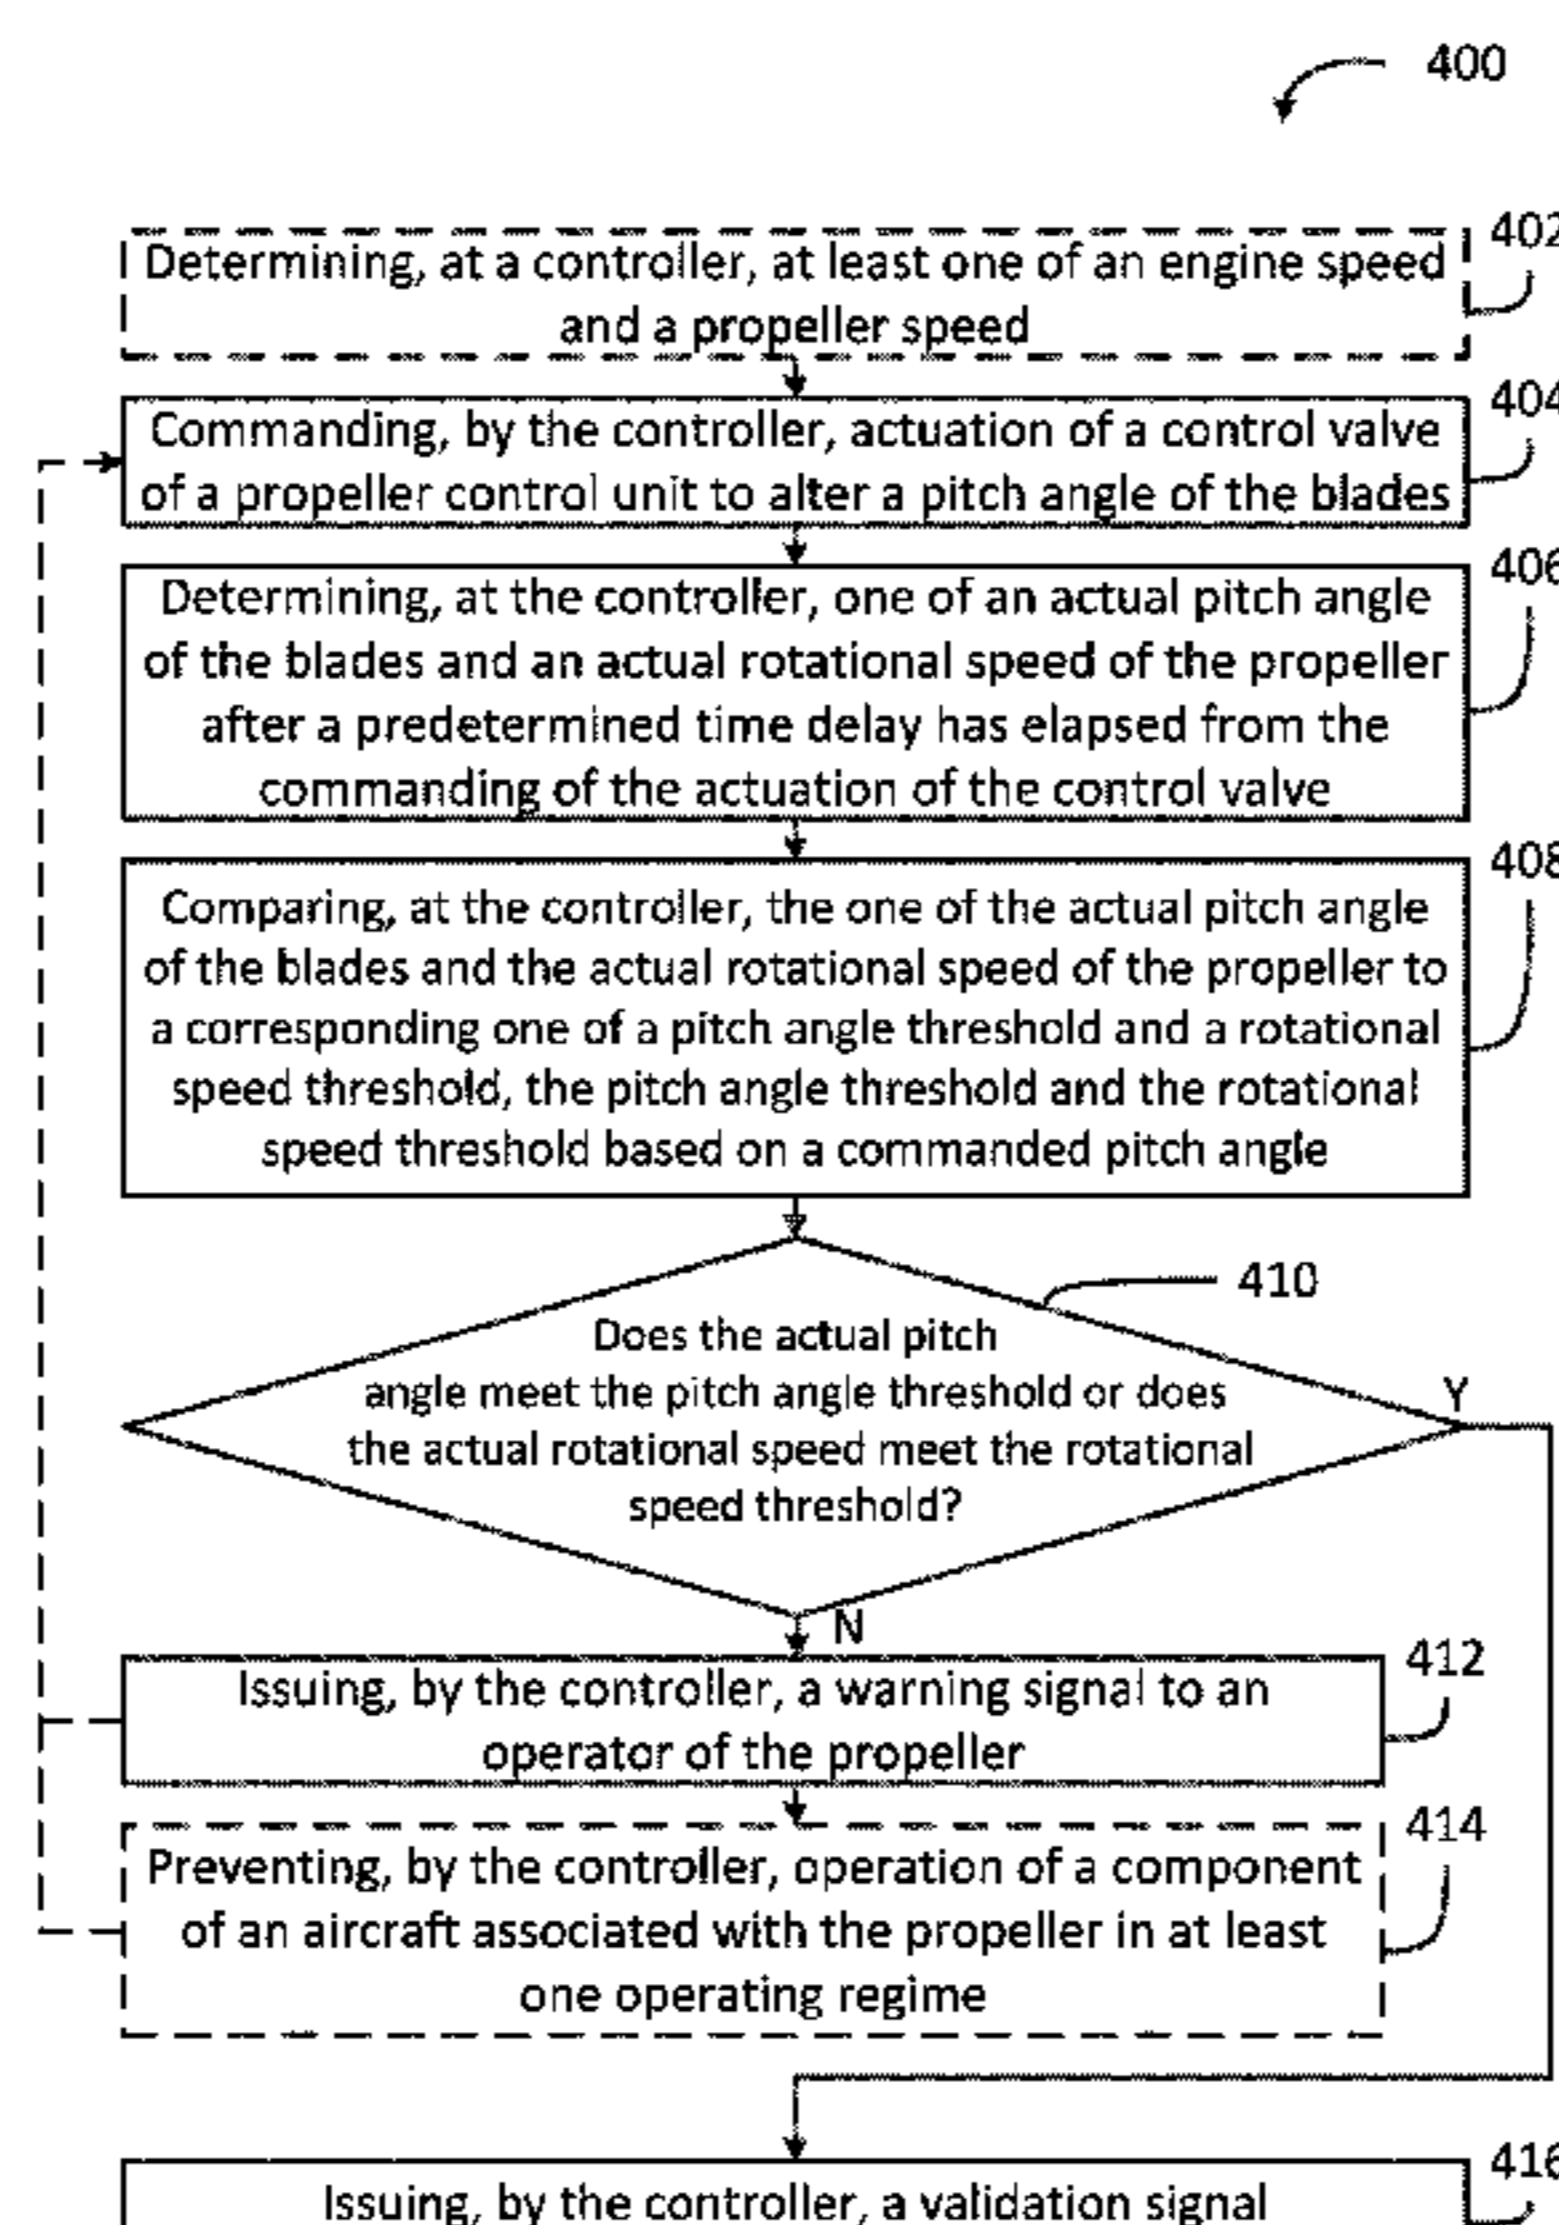 400
402
Determining, at a controller, at least one of an engine speed
and a propeller speed
404
Commanding, by the controller, actuation of a control valve
of a propeller control unit to alter a pitch angle of the blades
406
Determining, at the controller, one of an actual pitch angle
of the blades and an actual rotational speed of the propeller
after a predetermined time delay has elapsed from the
commanding of the actuation of the control valve
408
Comparing, at the controller, the one of the actual pitch angle
of the blades and the actual rotational speed of the propeller to
a corresponding one of a pitch angle threshold and a rotational
speed threshold, the pitch angle threshold and the rotational
speed threshold based on a commanded pitch angle
410
Does the actual pitch
angle meet the pitch angle threshold or does
the actual rotational speed meet the rotational
speed threshold?
Y
N
412
Issuing, by the controller, a warning signal to an
operator of the propeller
414
Preventing, by the controller, operation of a component
of an aircraft associated with the propeller in at least
one operating regime
416
Issuing, by the controller, a validation signal